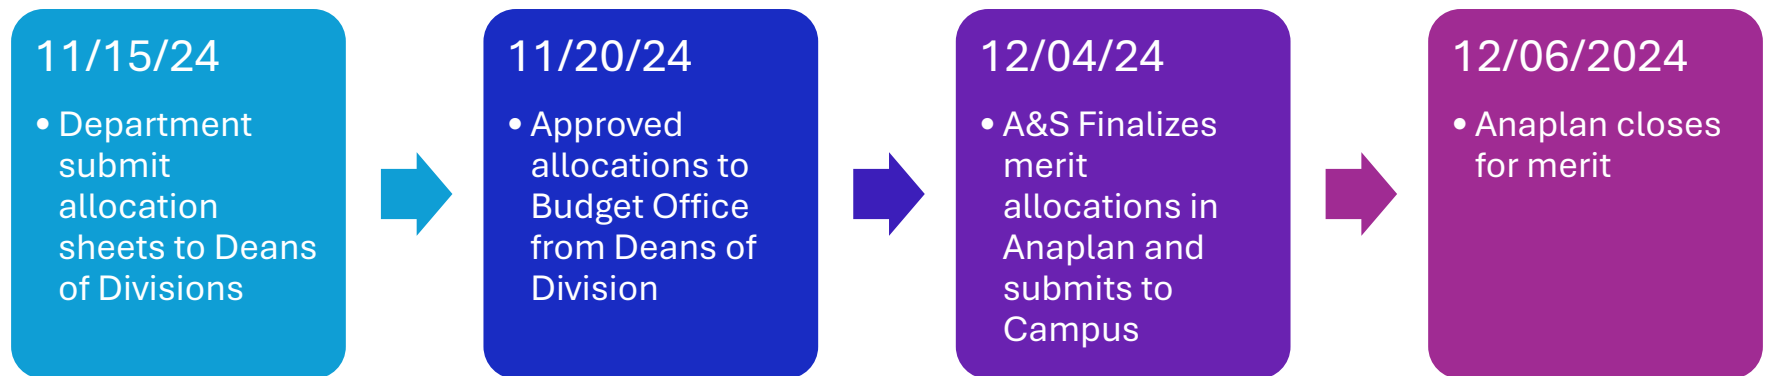 11/15/24
• Department
submit
allocation
sheets to Deans
of Divisions
11/20/24
• Approved
allocations to
Budget Office
from Deans of
Division
12/04/24
• A&S Finalizes
merit
allocations in
Anaplan and
submits to
Campus
12/06/2024
• Anaplan closes
for merit